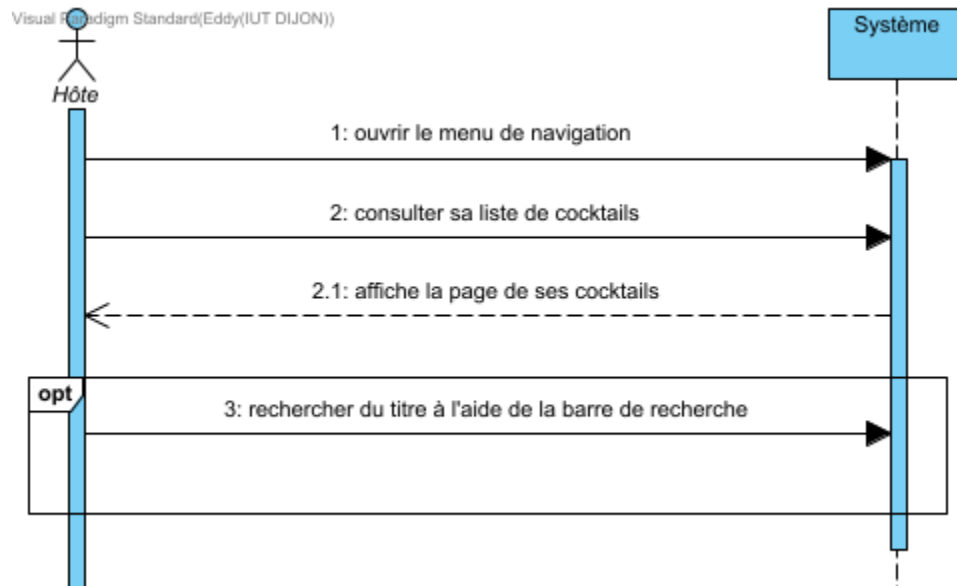 Visual Paradigm Standard(Eddy(IUT DIJON))
Système
Hôte
1: ouvrir le menu de navigation
2: consulter sa liste de cocktails
2.1: affiche la page de ses cocktails
opt
3: rechercher du titre à l'aide de la barre de recherche